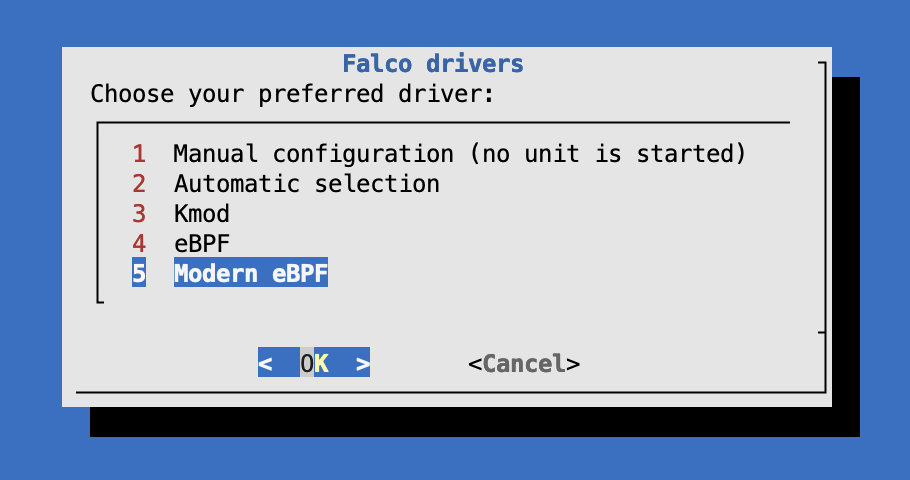 Falco drivers
Choose your preferred driver:
1 Manual configuration (no unit is started)
2 Automatic selection
3 Kmod
4 eBPF
5 Modern eBPF
< OK > <Cancel>